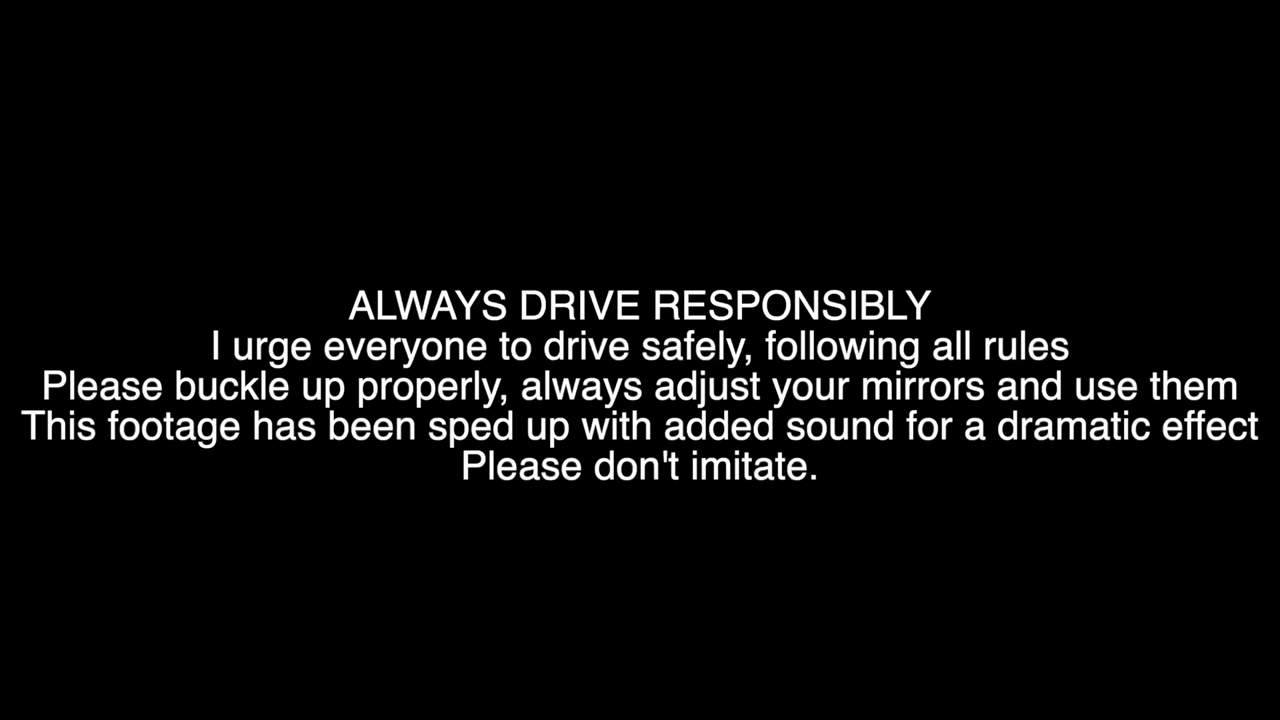 ALWAYS DRIVE RESPONSIBLY
I urge everyone to drive safely, following all rules
Please buckle up properly, always adjust your mirrors and use them
This footage has been sped up with added sound for a dramatic effect
Please don't imitate.